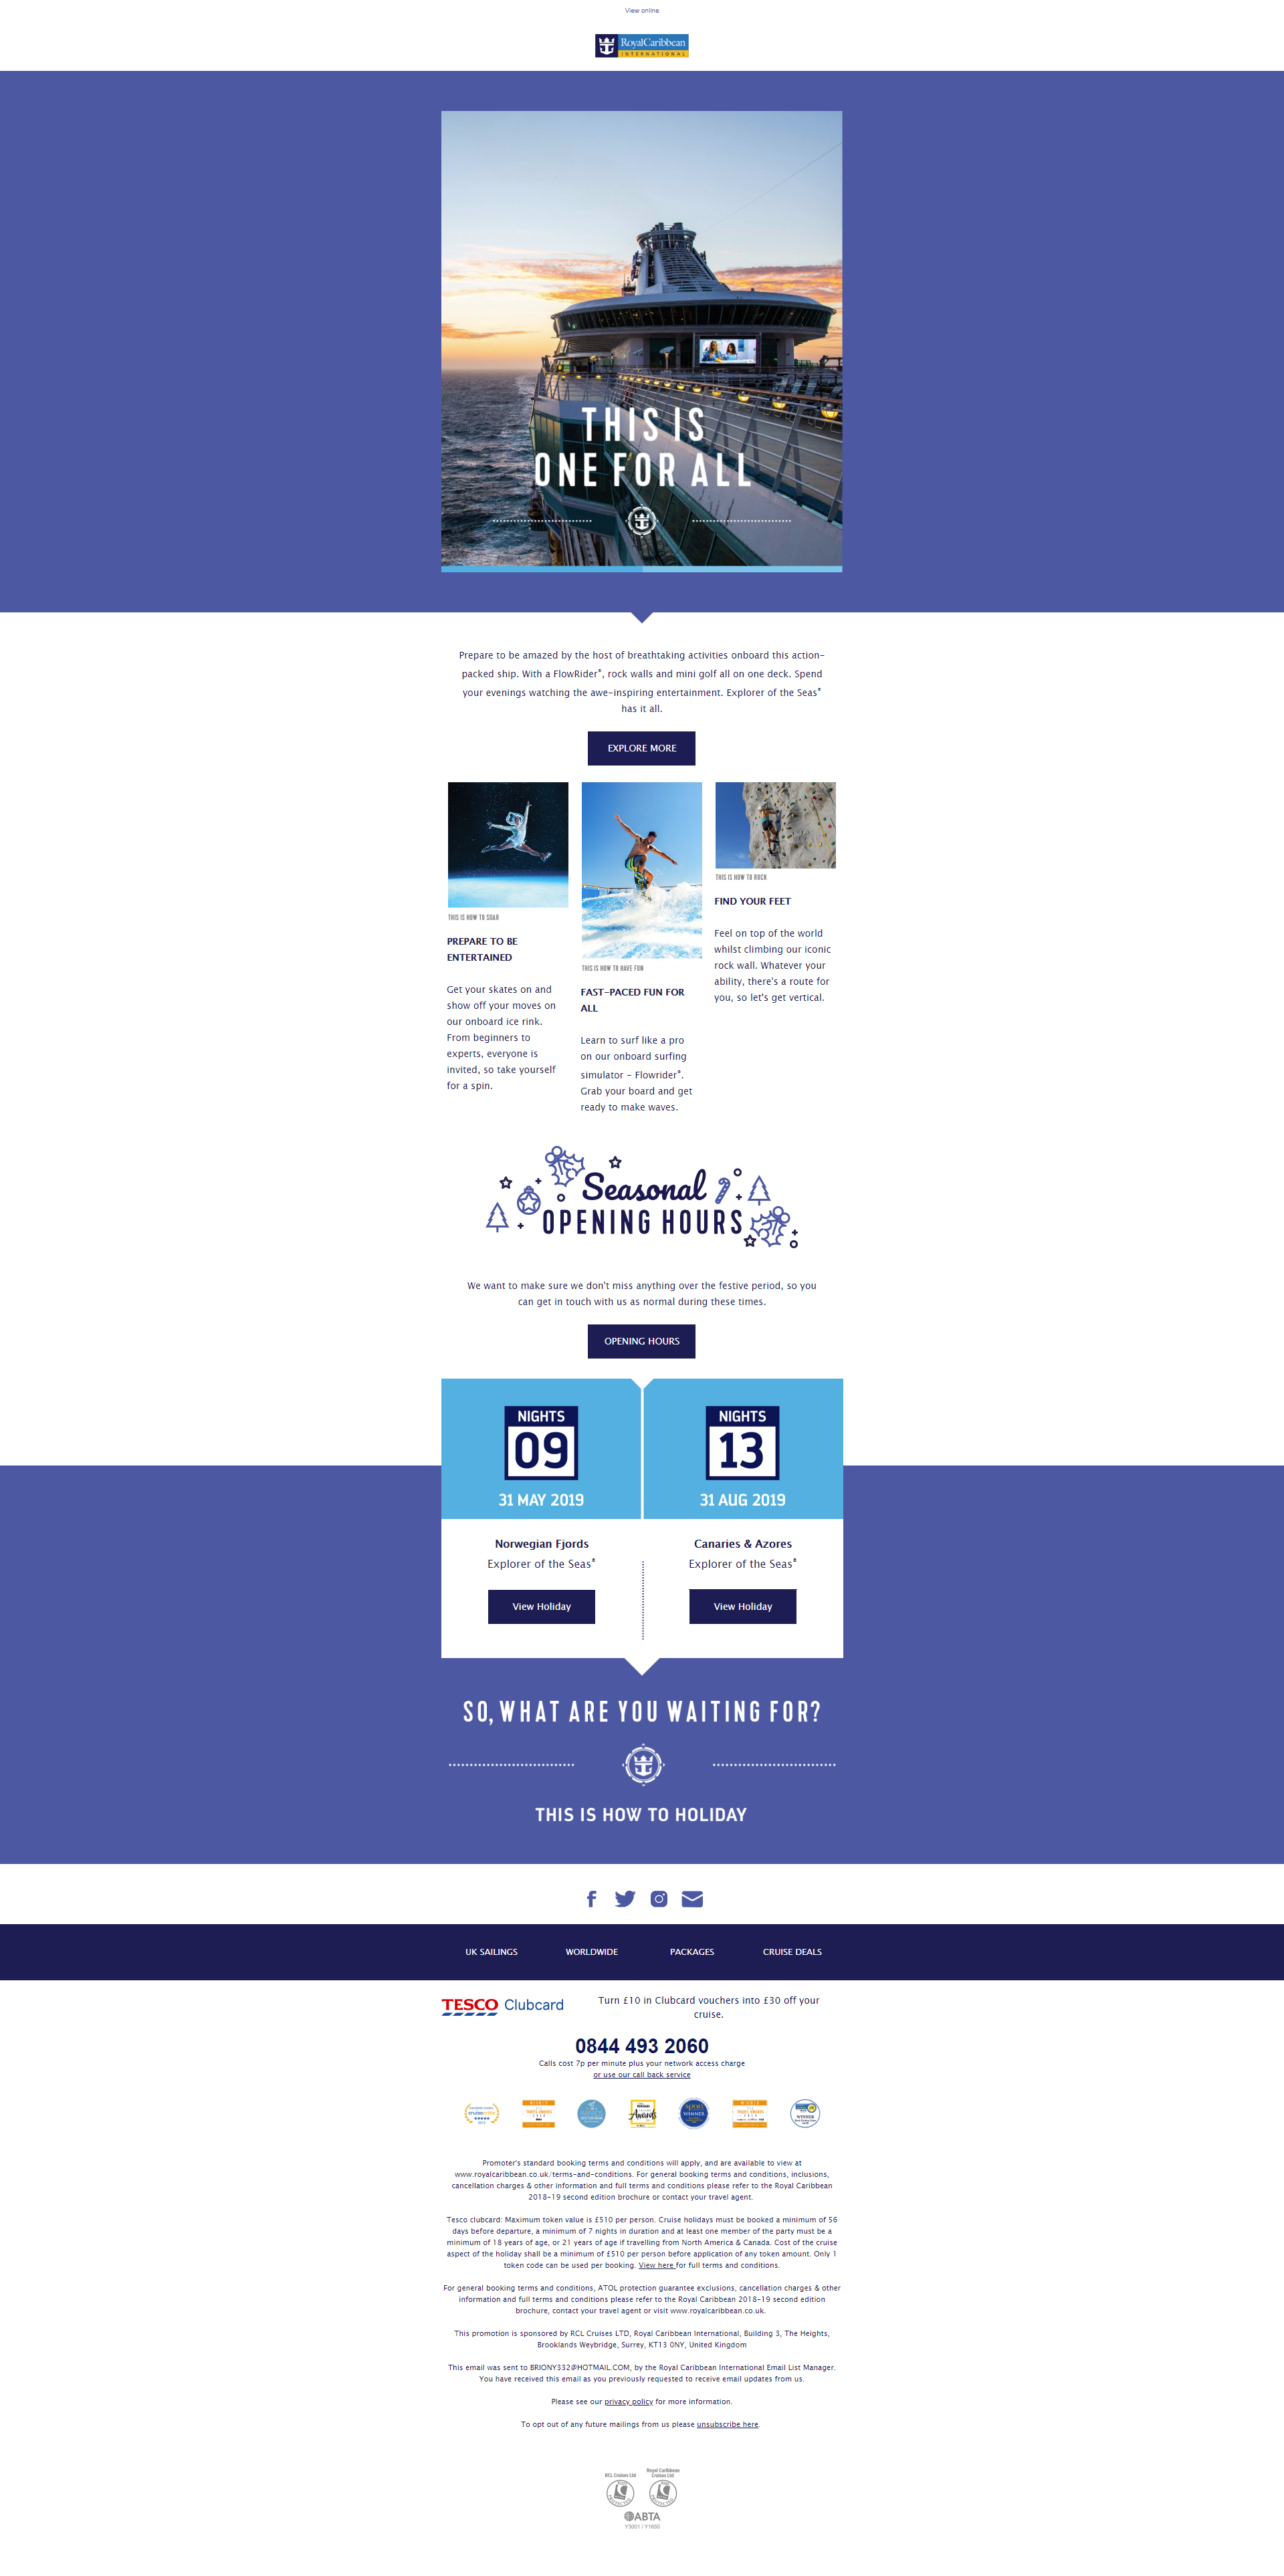 View online
RoyalCaribbean
INTERNATIONAL
THIS IS
ONE FOR ALL
Prepare to be amazed by the host of breathtaking activities onboard this action-
packed ship. With a FlowRider®, rock walls and mini golf all on one deck. Spend
your evenings watching the awe-inspiring entertainment. Explorer of the Seas®
has it all.
EXPLORE MORE
THIS IS HOW TO SOAR
PREPARE TO BE
ENTERTAINED
Get your skates on and
show off your moves on
our onboard ice rink.
From beginners to
experts, everyone is
invited, so take yourself
for a spin.
THIS IS HOW TO HAVE FUN
FAST-PACED FUN FOR
ALL
Learn to surf like a pro
on our onboard surfing
simulator - Flowrider®.
Grab your board and get
ready to make waves.
THIS IS HOW TO ROCK
FIND YOUR FEET
Feel on top of the world
whilst climbing our iconic
rock wall. Whatever your
ability, there's a route for
you, so let's get vertical.
Seasonal
OPENING HOURS
We want to make sure we don't miss anything over the festive period, so you
can get in touch with us as normal during these times.
OPENING HOURS
NIGHTS
09
31 MAY 2019
Norwegian Fjords
Explorer of the Seas®
View Holiday
NIGHTS
13
31 AUG 2019
Canaries & Azores
Explorer of the Seas®
View Holiday
SO, WHAT ARE YOU WAITING FOR?
THIS IS HOW TO HOLIDAY
UK SAILINGS
WORLDWIDE
PACKAGES
CRUISE DEALS
TESCO Clubcard
Turn £10 in Clubcard vouchers into £30 off your
cruise.
0844 493 2060
Calls cost 7p per minute plus your network access charge
or use our call back service
Awards
WINNER
WINNER
Promoter's standard booking terms and conditions will apply, and are available to view at
www.royalcaribbean.co.uk/terms-and-conditions. For general booking terms and conditions, inclusions,
cancellation charges & other information and full terms and conditions please refer to the Royal Caribbean
2018-19 second edition brochure or contact your travel agent.
Tesco clubcard: Maximum token value is £510 per person. Cruise holidays must be booked a minimum of 56
days before departure, a minimum of 7 nights in duration and at least one member of the party must be a
minimum of 18 years of age, or 21 years of age if travelling from North America & Canada. Cost of the cruise
aspect of the holiday shall be a minimum of £510 per person before application of any token amount. Only 1
token code can be used per booking. View here for full terms and conditions.
For general booking terms and conditions, ATOL protection guarantee exclusions, cancellation charges & other
information and full terms and conditions please refer to the Royal Caribbean 2018-19 second edition
brochure, contact your travel agent or visit www.royalcaribbean.co.uk.
This promotion is sponsored by RCL Cruises LTD, Royal Caribbean International, Building 3, The Heights,
Brooklands Weybridge, Surrey, KT13 0NY, United Kingdom
This email was sent to BRIONY332@HOTMAIL.COM, by the Royal Caribbean International Email List Manager.
You have received this email as you previously requested to receive email updates from us.
Please see our privacy policy for more information.
To opt out of any future mailings from us please unsubscribe here.
RCL Cruises Ltd
Royal Caribbean
Cruises Ltd
ABTA
Y3001 / Y1650